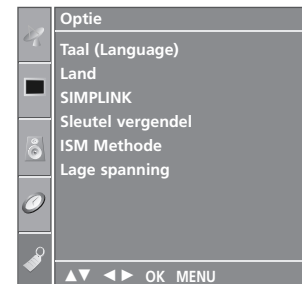 Optie
Taal (Language)
Land
SIMPLINK
Sleutel vergendel
ISM Methode
Lage spanning
▲▼ ◄► OK MENU